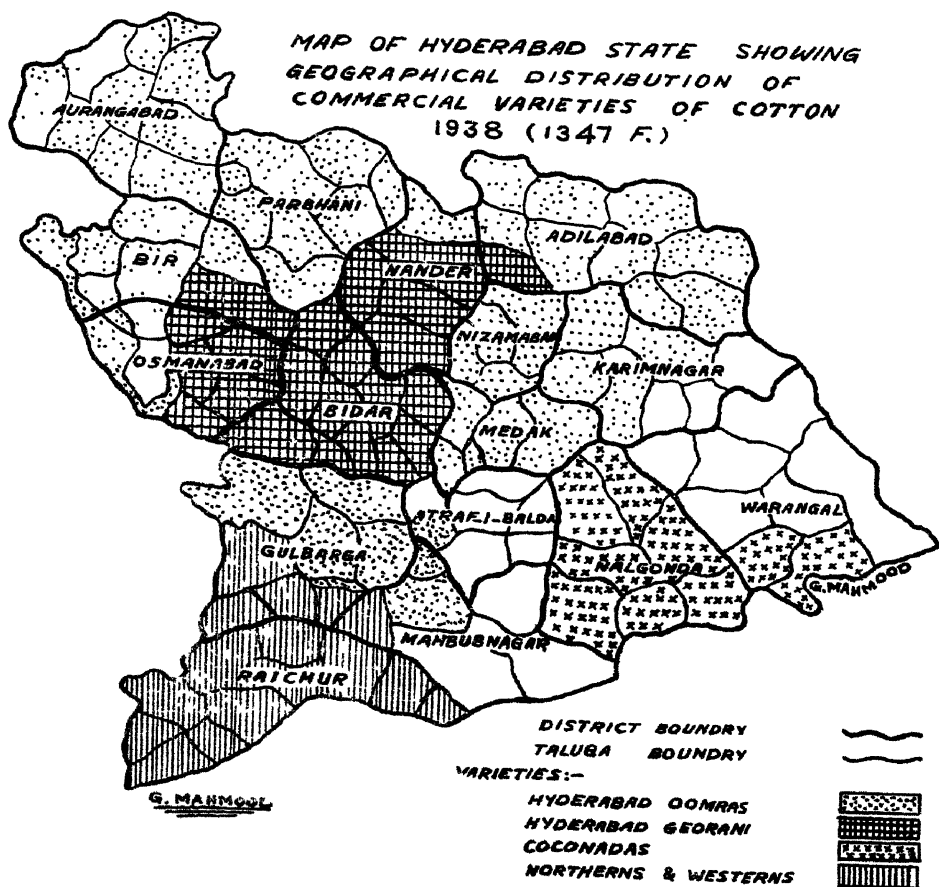 MAP OF HYDERABAD STATE SHOWING
GEOGRAPHICAL DISTRIBUTION OF
COMMERCIAL VARIETIES OF COTTON
1938 (1347 F.)
AURANGABAD
PARBHANI
ADILABAD
BIR
NANDER
NIZAMABAD
OSMANABAD
KARIMNAGAR
BIDAR
MEDAK
ATRAF.I-BALDA
WARANGAL
GULBARGA
NALGONDA
G. MAHMOOD
MAHBUBNAGAR
RAICHUR
DISTRICT BOUNDRY
TALUQA BOUNDRY
VARIETIES:-
G. MAHMOOD
HYDERABAD OOMRAS
HYDERABAD GEORANI
COCONADAS
NORTHERNS & WESTERNS